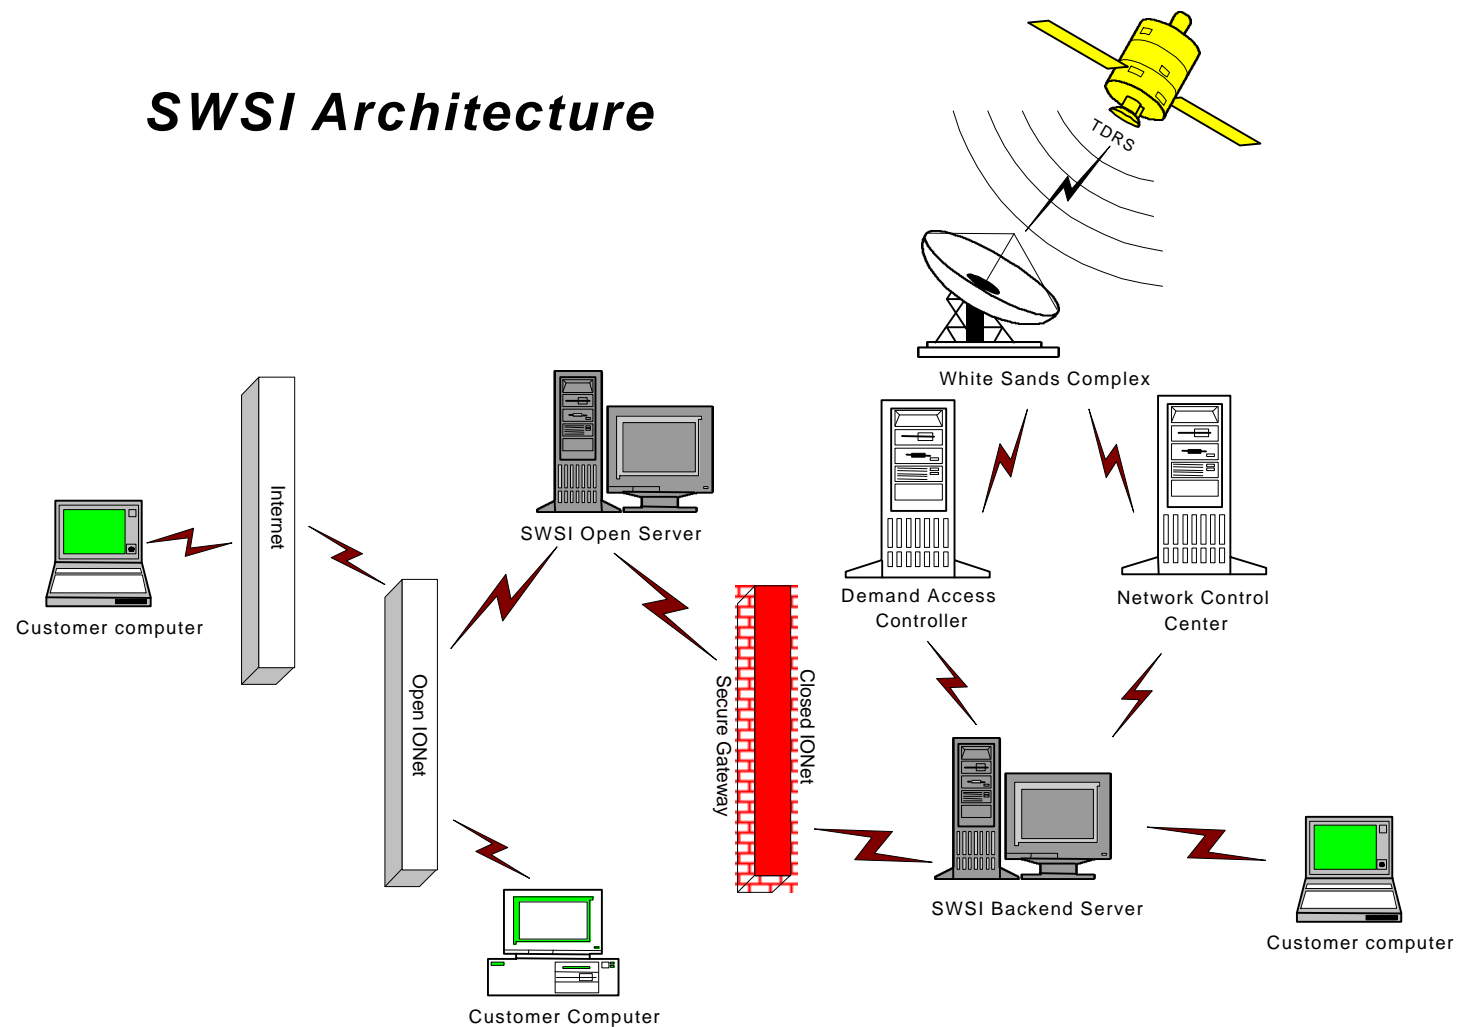 SWSI Architecture
TDRS
White Sands Complex
Internet
SWSI Open Server
Customer computer
Demand Access
Controller
Network Control
Center
Open IONet
Secure Gateway
Closed IONet
SWSI Backend Server
Customer computer
Customer Computer